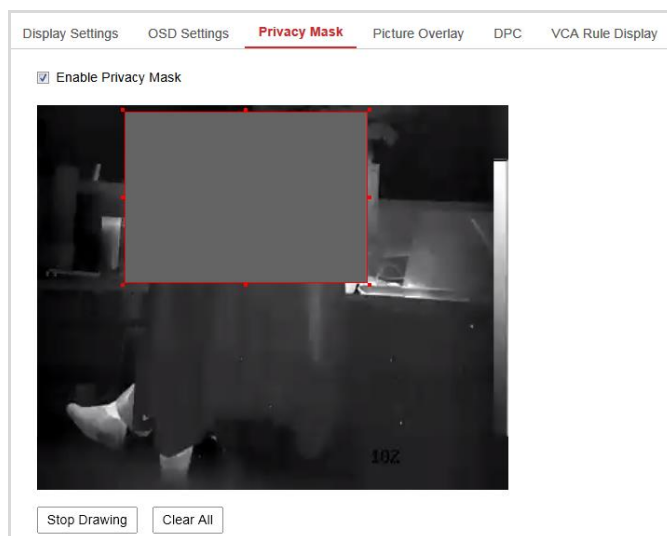 Display Settings OSD Settings Privacy Mask Picture Overlay DPC VCA Rule Display
Enable Privacy Mask
10Z
Stop Drawing Clear All